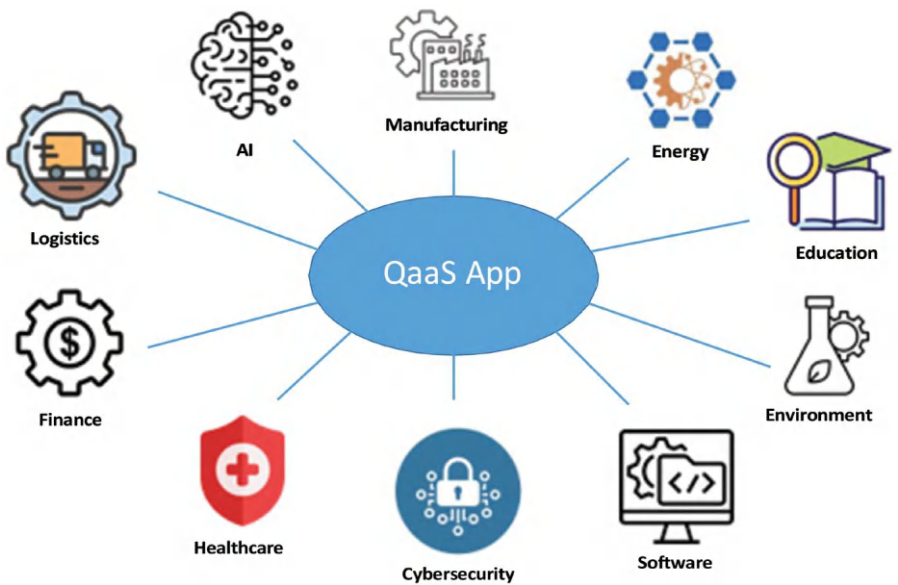 AI
Manufacturing
Energy
Logistics
Education
QaaS App
Finance
Environment
Healthcare
Cybersecurity
Software
$
</>